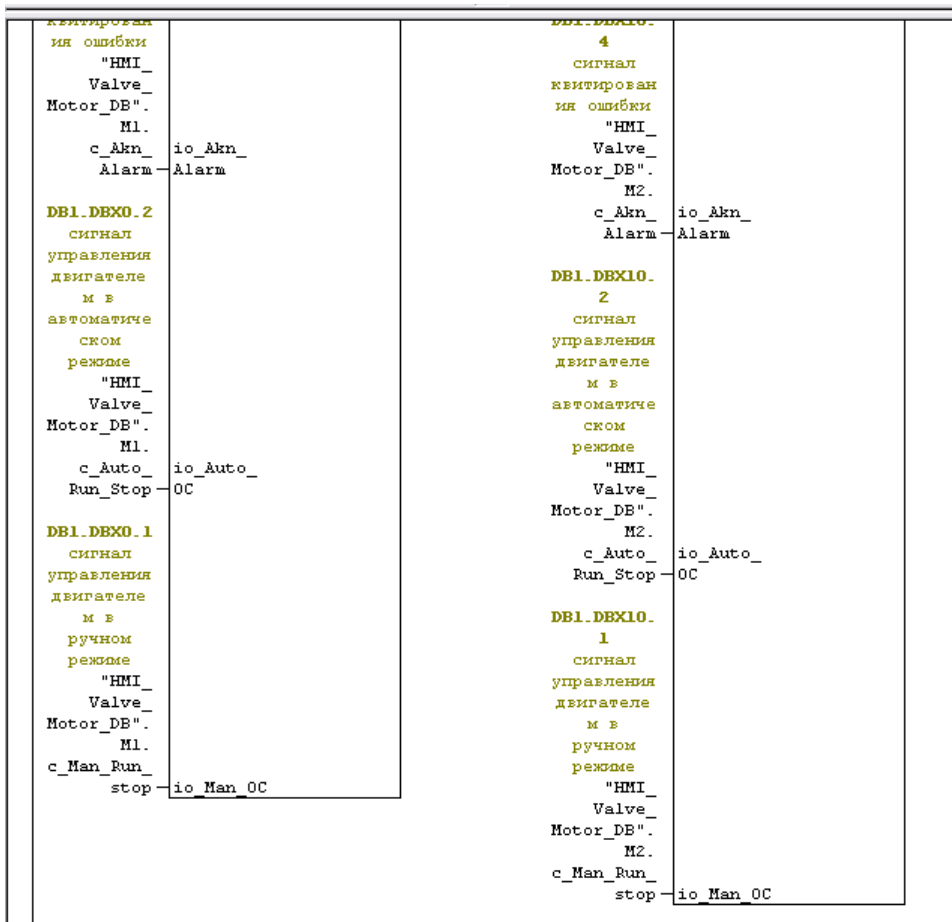 квитирован
ия ошибки
"HMI_
Valve_
Motor_DB".
M1.
c_Akn_
Alarm
io_Akn_
Alarm
DB1.DBX0.2
сигнал
управления
двигателе
м в
автоматиче
ском
режиме
"HMI_
Valve_
Motor_DB".
M1.
c_Auto_
Run_Stop
io_Auto_
OC
DB1.DBX0.1
сигнал
управления
двигателе
м в
ручном
режиме
"HMI_
Valve_
Motor_DB".
M1.
c_Man_Run_
stop
io_Man_OC
DB1.DBX10.
4
сигнал
квитирован
ия ошибки
"HMI_
Valve_
Motor_DB".
M2.
c_Akn_
Alarm
io_Akn_
Alarm
DB1.DBX10.
2
сигнал
управления
двигателе
м в
автоматиче
ском
режиме
"HMI_
Valve_
Motor_DB".
M2.
c_Auto_
Run_Stop
io_Auto_
OC
DB1.DBX10.
1
сигнал
управления
двигателе
м в
ручном
режиме
"HMI_
Valve_
Motor_DB".
M2.
c_Man_Run_
stop
io_Man_OC